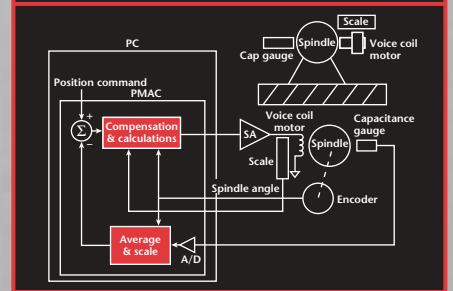 Scale
PC
Spindle
Cap gauge
Voice coil
motor
Position command
PMAC
+
Σ
−
Compensation
& calculations
SA
Voice coil
motor
Scale
Spindle
Capacitance
gauge
Spindle angle
Encoder
Average
& scale
A/D